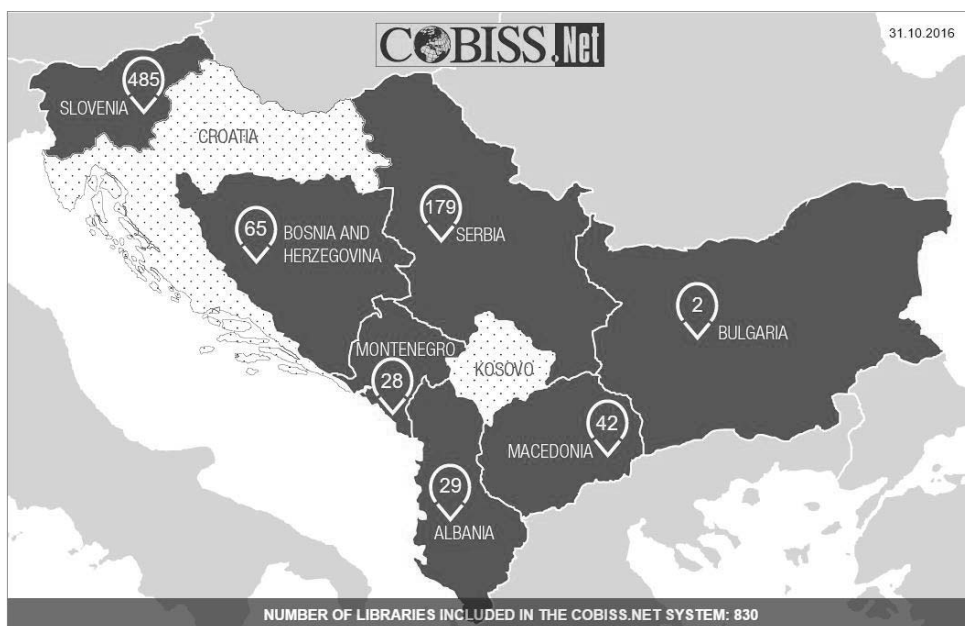 COBISS.Net
31.10.2016
485
SLOVENIA
CROATIA
65
BOSNIA AND
HERZEGOVINA
179
SERBIA
2
BULGARIA
MONTENEGRO
28
KOSOVO
42
MACEDONIA
29
ALBANIA
NUMBER OF LIBRARIES INCLUDED IN THE COBISS.NET SYSTEM: 830